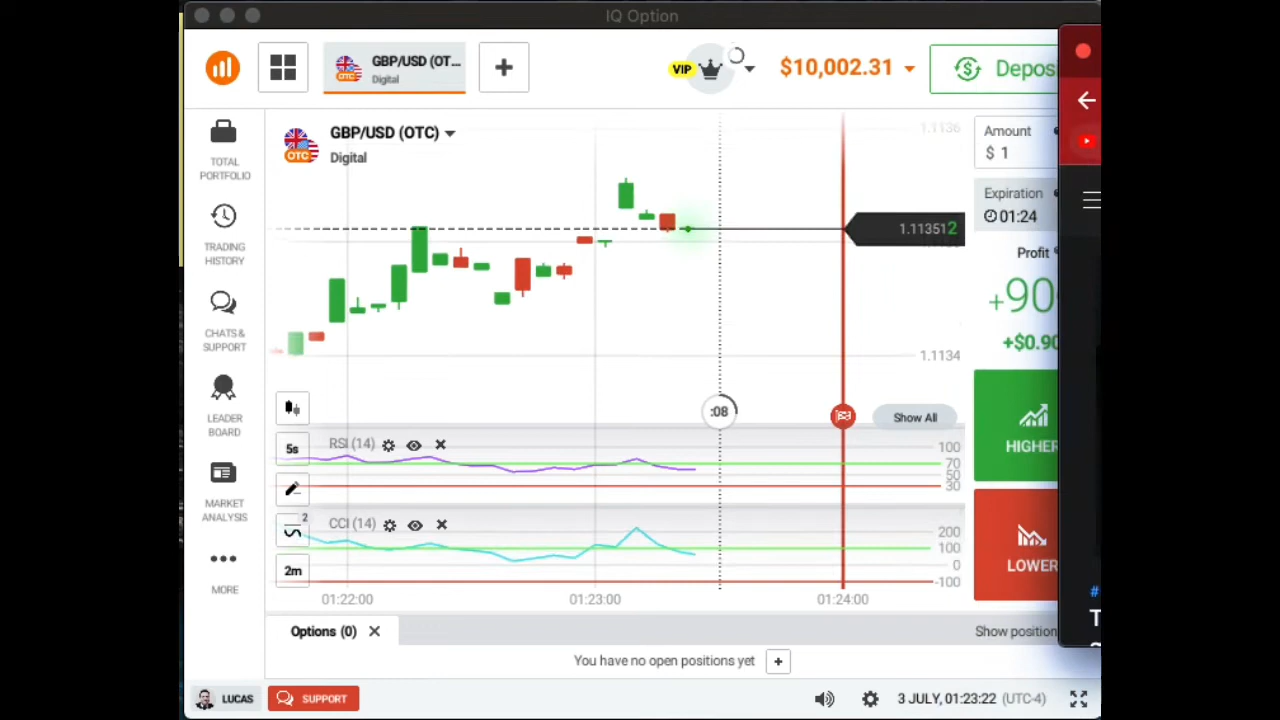 IQ Option
GBP/USD (OT...
Digital
VIP
$10,002.31
Deposi
GBP/USD (OTC)
OTC
Digital
1.1136
Amount
$ 1
TOTAL
PORTFOLIO
Expiration
01:24
1.113512
TRADING
HISTORY
Profit
+90
+$0.90
CHATS &
SUPPORT
1.1134
LEADER
BOARD
:08
Show All
HIGHER
5s
RSI (14)
100
70
50
30
MARKET
ANALYSIS
2
CCI (14)
200
100
0
-100
LOWER
2m
MORE
01:22:00
01:23:00
01:24:00
#
T
Options (0)
Show position
You have no open positions yet
LUCAS
SUPPORT
3 JULY, 01:23:22 (UTC-4)